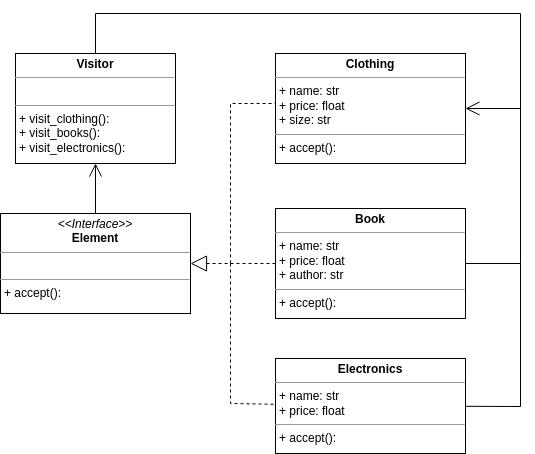 Visitor
+ visit_clothing():
+ visit_books():
+ visit_electronics():
<<Interface>>
Element
+ accept():
Clothing
+ name: str
+ price: float
+ size: str
+ accept():
Book
+ name: str
+ price: float
+ author: str
+ accept():
Electronics
+ name: str
+ price: float
+ accept():